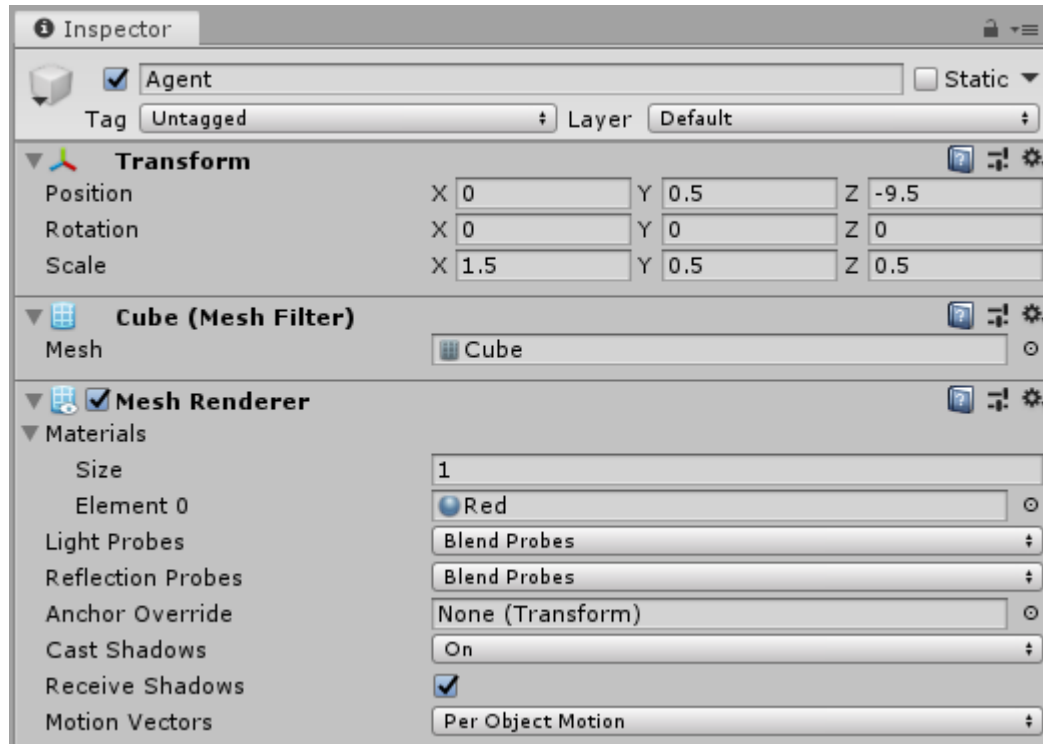 Inspector
Agent Static
Tag Untagged Layer Default
Transform
Position X 0 Y 0.5 Z -9.5
Rotation X 0 Y 0 Z 0
Scale X 1.5 Y 0.5 Z 0.5
Cube (Mesh Filter)
Mesh Cube
Mesh Renderer
Materials
Size 1
Element 0 Red
Light Probes Blend Probes
Reflection Probes Blend Probes
Anchor Override None (Transform)
Cast Shadows On
Receive Shadows
Motion Vectors Per Object Motion